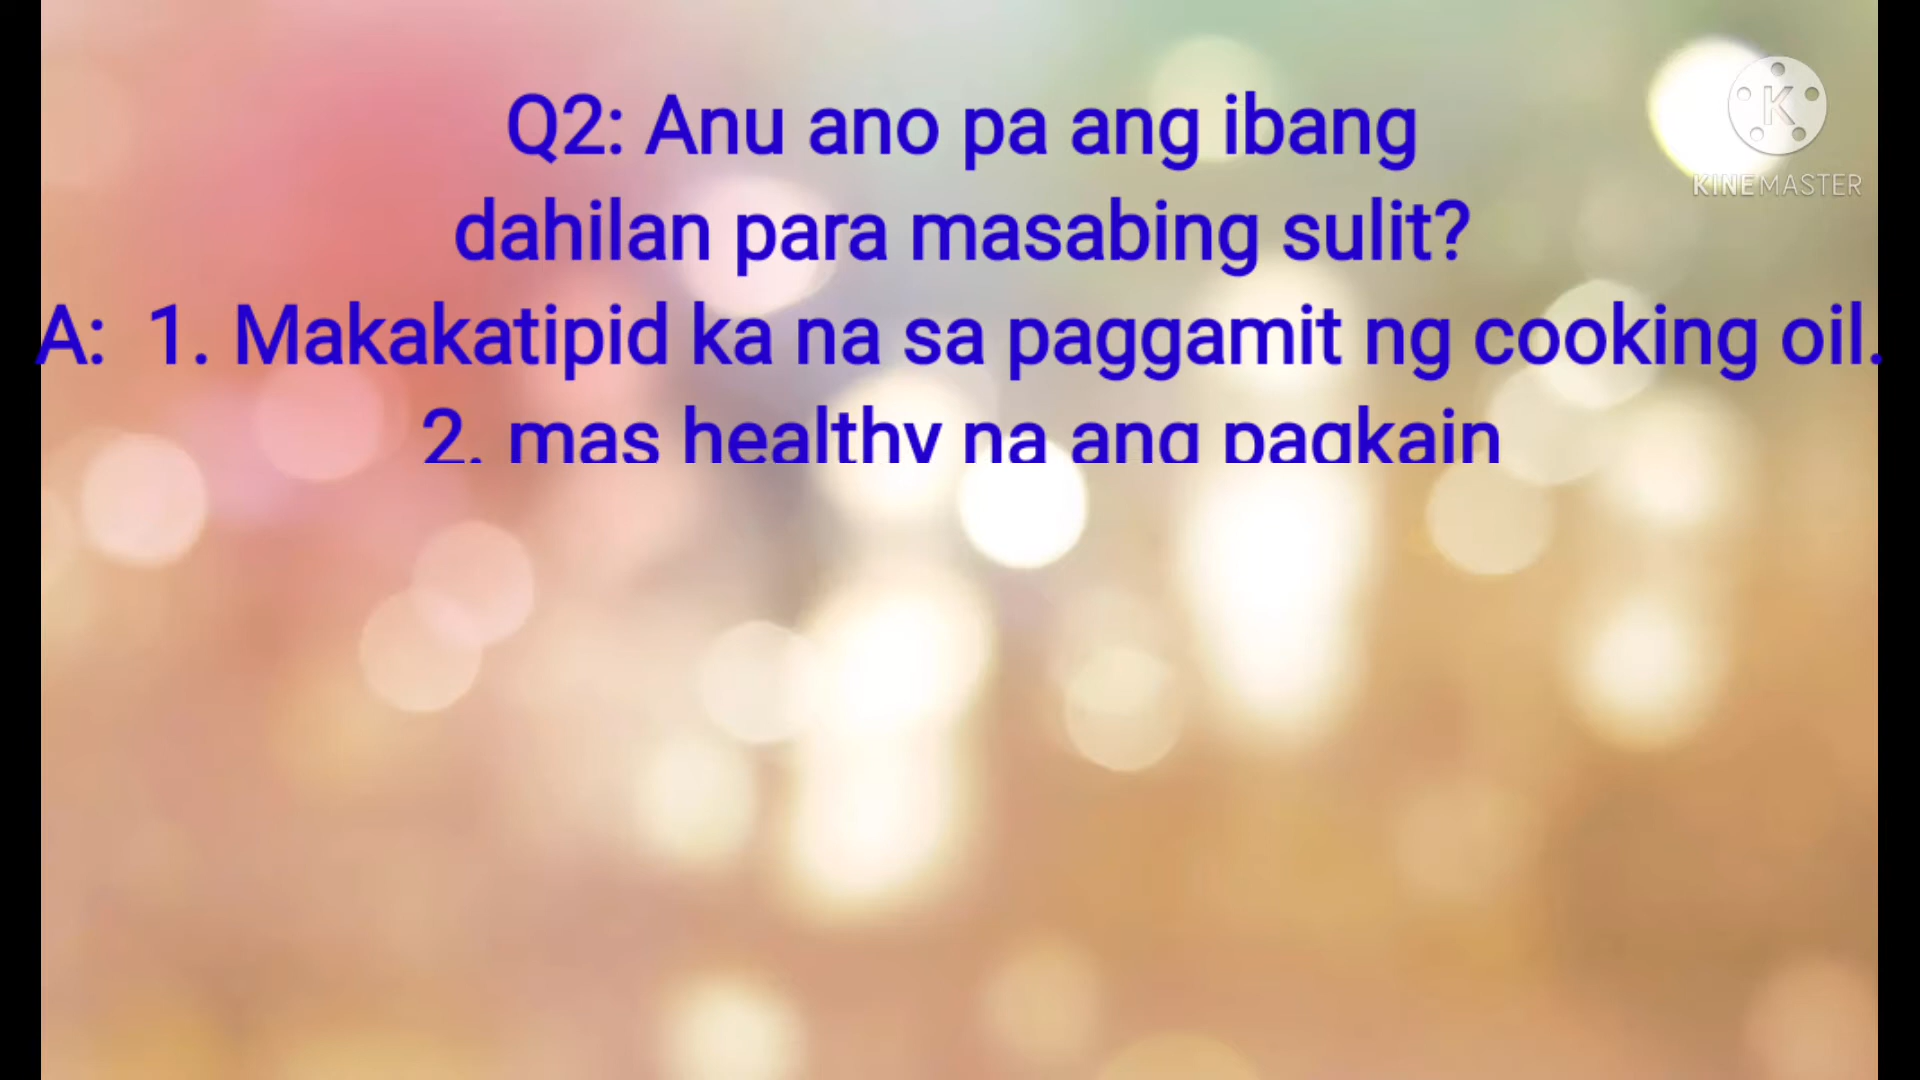 Q2: Anu ano pa ang ibang
dahilan para masabing sulit?
A: 1. Makakatipid ka na sa paggamit ng cooking oil.
2. mas healthy na ang pagkain
KINEMASTER